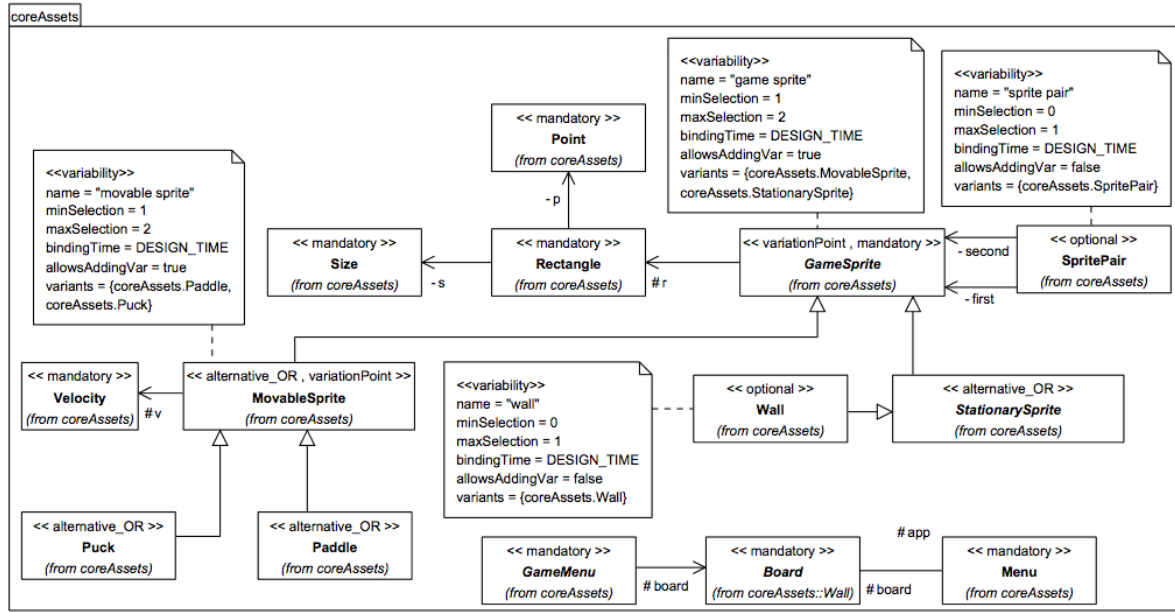 coreAssets
<<variability>>
name = "game sprite"
minSelection = 1
maxSelection = 2
bindingTime = DESIGN_TIME
allowsAddingVar = true
variants = {coreAssets.MovableSprite,
coreAssets.StationarySprite}
<<variability>>
name = "sprite pair"
minSelection = 0
maxSelection = 1
bindingTime = DESIGN_TIME
allowsAddingVar = false
variants = {coreAssets.SpritePair}
<< mandatory >>
Point
(from coreAssets)
<<variability>>
name = "movable sprite"
minSelection = 1
maxSelection = 2
bindingTime = DESIGN_TIME
allowsAddingVar = true
variants = {coreAssets.Paddle,
coreAssets.Puck}
- p
<< mandatory >>
Size
(from coreAssets)
- s
<< mandatory >>
Rectangle
(from coreAssets)
# r
<< variationPoint , mandatory >>
GameSprite
(from coreAssets)
- second
- first
<< optional >>
SpritePair
(from coreAssets)
<< mandatory >>
Velocity
(from coreAssets)
# v
<< alternative_OR , variationPoint >>
MovableSprite
(from coreAssets)
<<variability>>
name = "wall"
minSelection = 0
maxSelection = 1
bindingTime = DESIGN_TIME
allowsAddingVar = false
variants = {coreAssets.Wall}
<< optional >>
Wall
(from coreAssets)
<< alternative_OR >>
StationarySprite
(from coreAssets)
<< alternative_OR >>
Puck
(from coreAssets)
<< alternative_OR >>
Paddle
(from coreAssets)
<< mandatory >>
GameMenu
(from coreAssets)
# board
<< mandatory >>
Board
(from coreAssets::Wall)
# app
# board
<< mandatory >>
Menu
(from coreAssets)